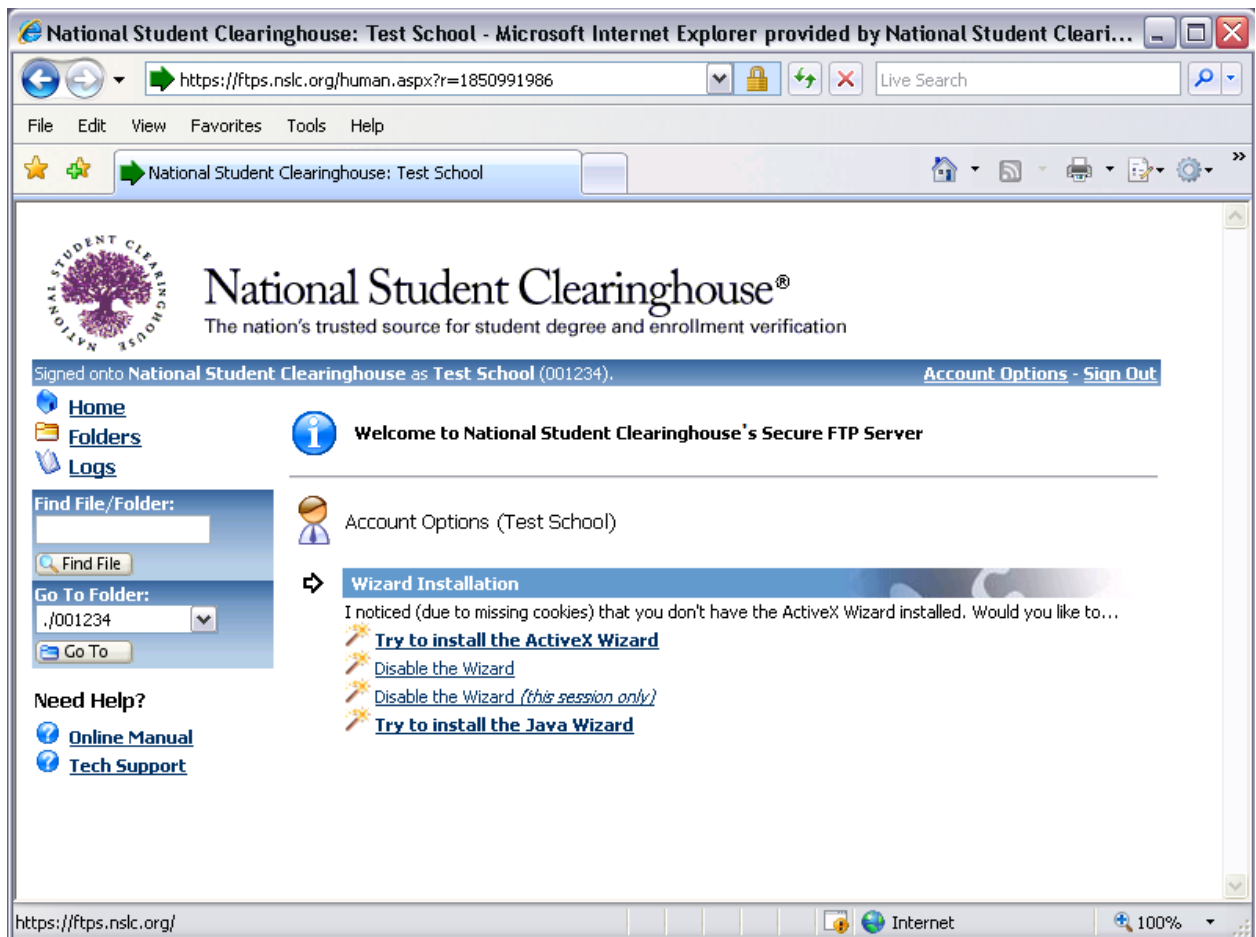 National Student Clearinghouse: Test School - Microsoft Internet Explorer provided by National Student Cleari...
https://ftps.nslc.org/human.aspx?r=1850991986
Live Search
File Edit View Favorites Tools Help
National Student Clearinghouse: Test School
NATIONAL STUDENT CLEARINGHOUSE
EST. 1993
National Student Clearinghouse®
The nation's trusted source for student degree and enrollment verification
Signed onto National Student Clearinghouse as Test School (001234).
Account Options - Sign Out
Home
Folders
Logs
Find File/Folder:
Find File
Go To Folder:
./001234
Go To
Need Help?
Online Manual
Tech Support
Welcome to National Student Clearinghouse's Secure FTP Server
Account Options (Test School)
Wizard Installation
I noticed (due to missing cookies) that you don't have the ActiveX Wizard installed. Would you like to...
Try to install the ActiveX Wizard
Disable the Wizard
Disable the Wizard (this session only)
Try to install the Java Wizard
https://ftps.nslc.org/
Internet
100%